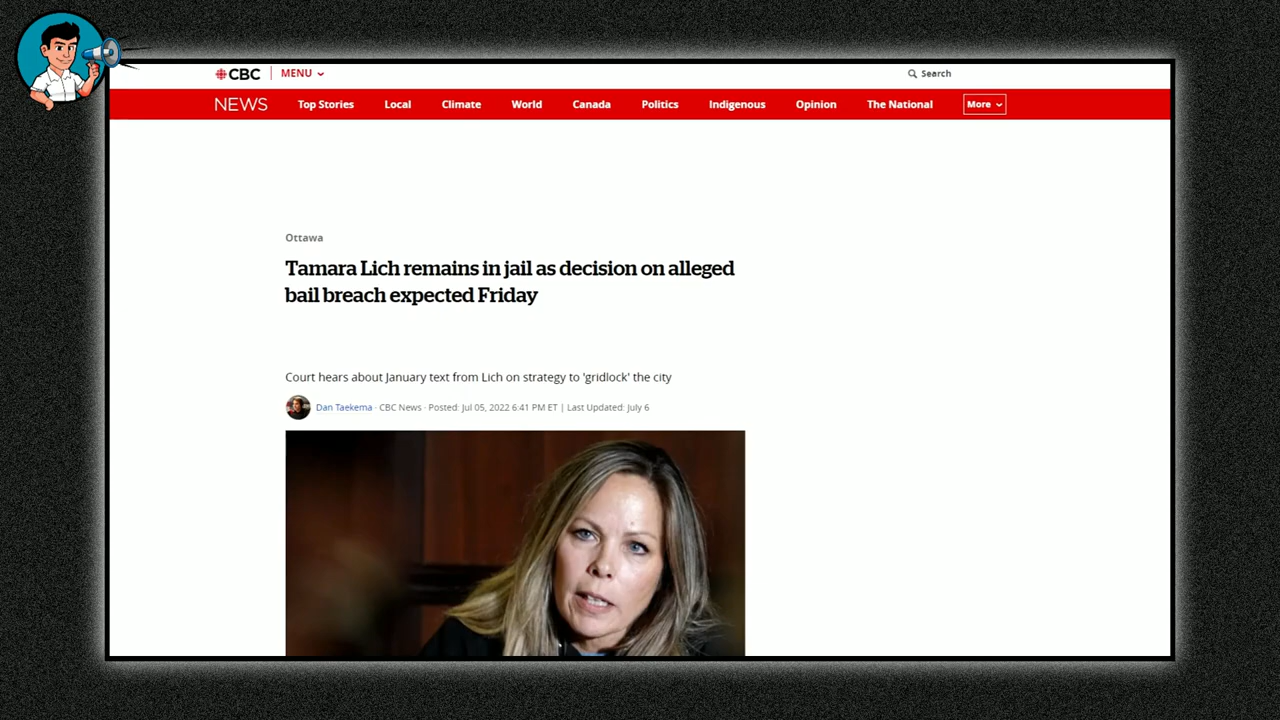 CBC MENU Search
NEWS Top Stories Local Climate World Canada Politics Indigenous Opinion The National More
Ottawa
Tamara Lich remains in jail as decision on alleged
bail breach expected Friday
Court hears about January text from Lich on strategy to 'gridlock' the city
Dan Taekema · CBC News · Posted: Jul 05, 2022 6:41 PM ET | Last Updated: July 6